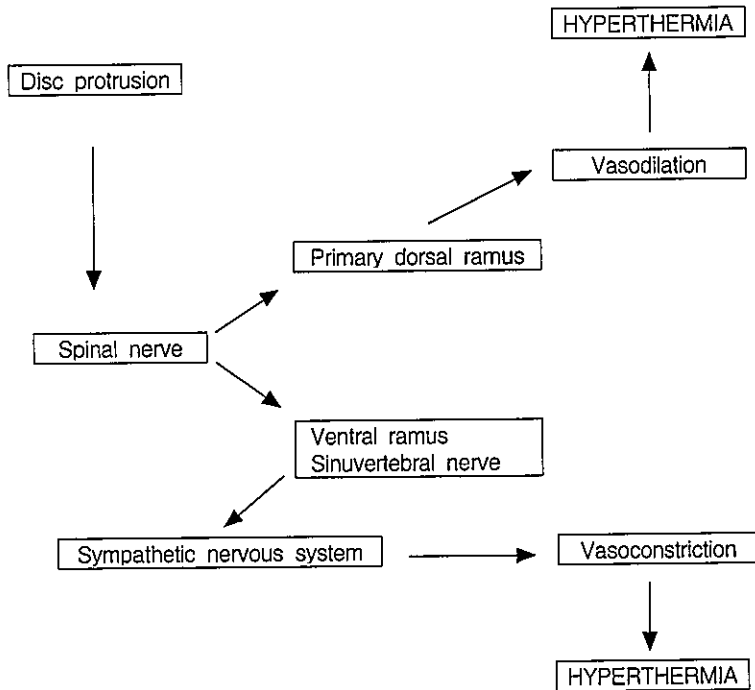 HYPERTHERMIA
Disc protrusion
Vasodilation
Primary dorsal ramus
Spinal nerve
Ventral ramus
Sinuvertebral nerve
Sympathetic nervous system
Vasoconstriction
HYPERTHERMIA